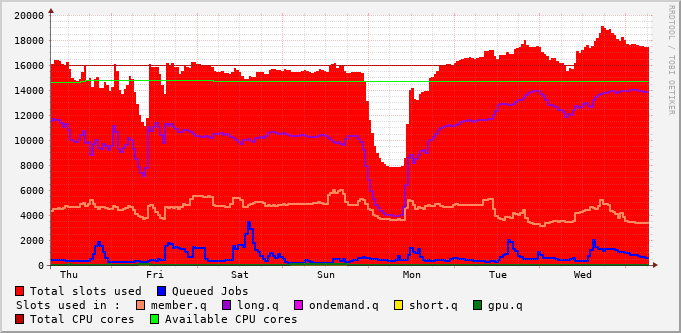 20000
18000
16000
14000
12000
10000
8000
6000
4000
2000
0
Thu Fri Sat Sun Mon Tue Wed
RRDTOOL / TOBI OETIKER
Total slots used Queued Jobs
Slots used in : member.q long.q ondemand.q short.q gpu.q
Total CPU cores Available CPU cores